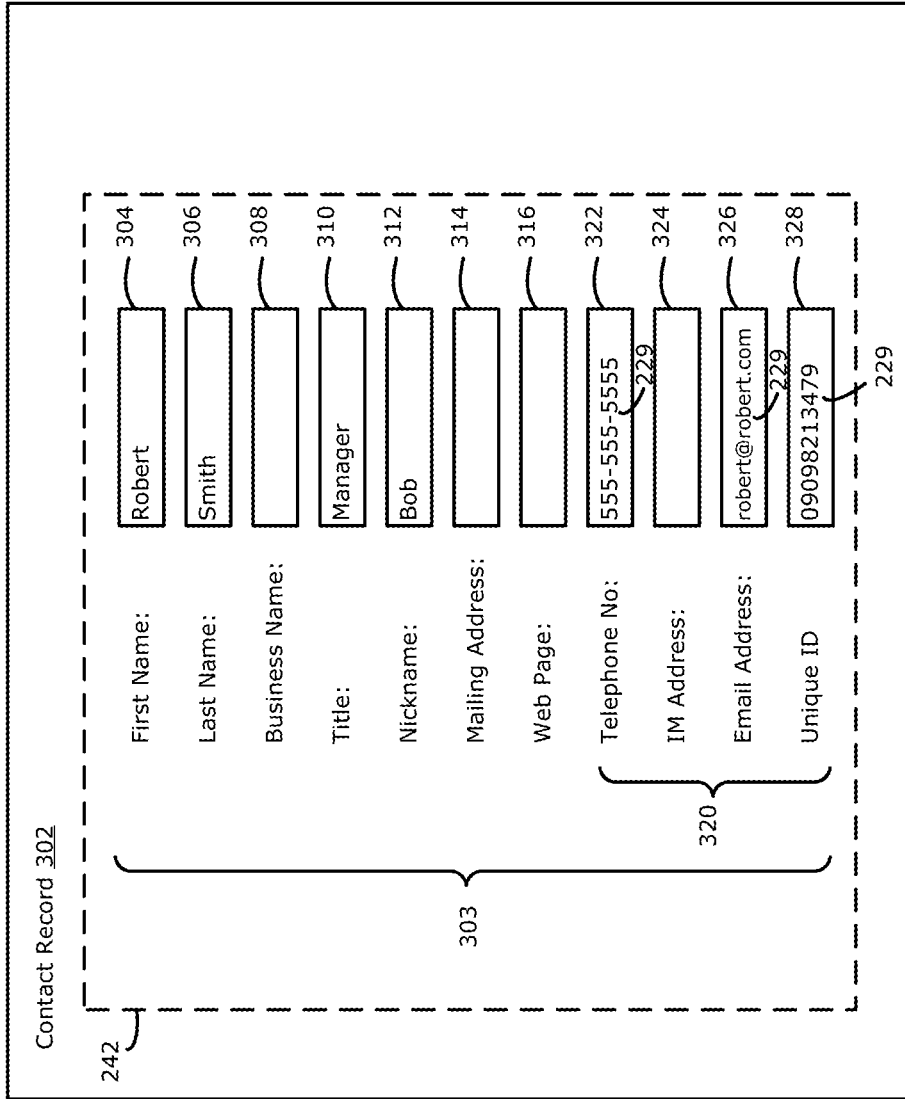 Contact Record 302
242
303
320
First Name: Robert 304
Last Name: Smith 306
Business Name: 308
Title: Manager 310
Nickname: Bob 312
Mailing Address: 314
Web Page: 316
Telephone No: 555-555-5555 229 322
IM Address: 324
Email Address: robert@robert.com 229 326
Unique ID 09098213479 328
229